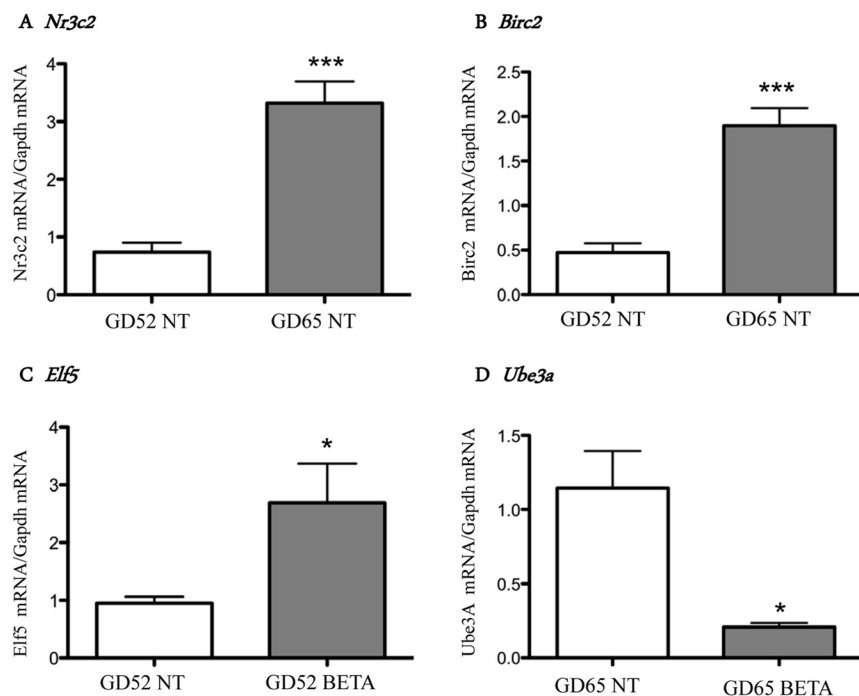 A Nr3c2
Nr3c2 mRNA/Gapdh mRNA
4
3
2
1
0
***
GD52 NT GD65 NT
B Birc2
Birc2 mRNA/Gapdh mRNA
2.5
2.0
1.5
1.0
0.5
0.0
***
GD52 NT GD65 NT
C Elf5
Elf5 mRNA/Gapdh mRNA
4
3
2
1
0
*
GD52 NT GD52 BETA
D Ube3a
Ube3A mRNA/Gapdh mRNA
1.5
1.0
0.5
0.0
*
GD65 NT GD65 BETA